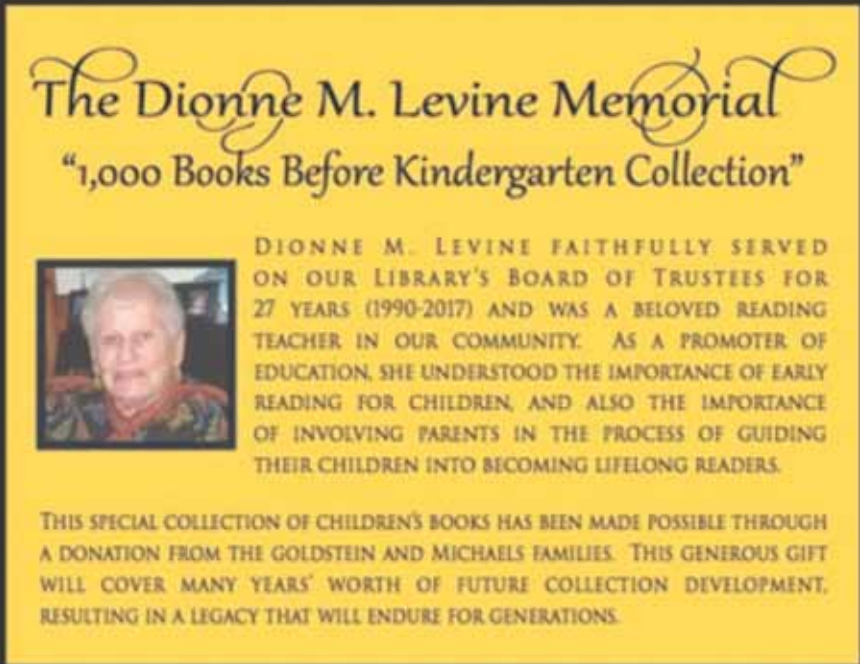 The Dionne M. Levine Memorial
“1,000 Books Before Kindergarten Collection”
DIONNE M. LEVINE FAITHFULLY SERVED
ON OUR LIBRARY'S BOARD OF TRUSTEES FOR
27 YEARS (1990-2017) AND WAS A BELOVED READING
TEACHER IN OUR COMMUNITY. AS A PROMOTER OF
EDUCATION, SHE UNDERSTOOD THE IMPORTANCE OF EARLY
READING FOR CHILDREN, AND ALSO THE IMPORTANCE
OF INVOLVING PARENTS IN THE PROCESS OF GUIDING
THEIR CHILDREN INTO BECOMING LIFELONG READERS.
THIS SPECIAL COLLECTION OF CHILDREN'S BOOKS HAS BEEN MADE POSSIBLE THROUGH
A DONATION FROM THE GOLDSTEIN AND MICHAELS FAMILIES. THIS GENEROUS GIFT
WILL COVER MANY YEARS' WORTH OF FUTURE COLLECTION DEVELOPMENT,
RESULTING IN A LEGACY THAT WILL ENDURE FOR GENERATIONS.